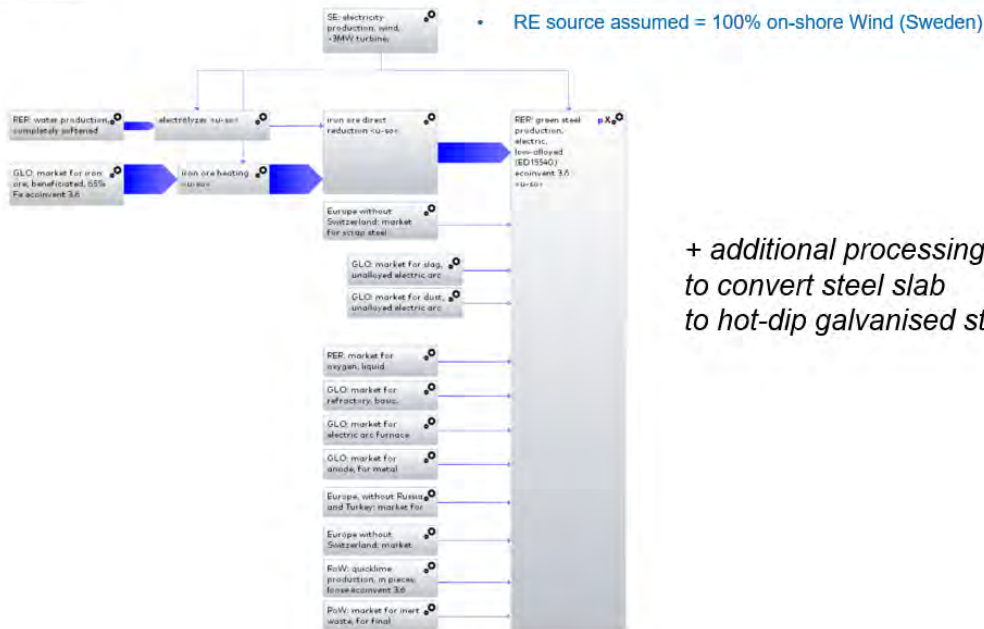 SE: electricity
production, wind,
<3MW turbine,
• RE source assumed = 100% on-shore Wind (Sweden)
RER: water production,
completely softened
electrolyzer <u-so>
iron ore direct
reduction <u-so>
RER: green steel
production,
electric,
low-alloyed
(ED15540)
ecoinvent 3.6
<u-so>
pX
GLO: market for iron
ore, beneficiated, 65%
Fe ecoinvent 3.6
iron ore heating
<u-so>
Europe without
Switzerland: market
for scrap steel
GLO: market for slag,
unalloyed electric arc
GLO: market for dust,
unalloyed electric arc
+ additional processing
to convert steel slab
to hot-dip galvanised
RER: market for
oxygen, liquid
GLO: market for
refractory, basic,
GLO: market for
electric arc furnace
GLO: market for
anode, for metal
Europe, without Russia
and Turkey: market for
Europe without
Switzerland: market
RoW: quicklime
production, in pieces,
loose ecoinvent 3.6
RoW: market for inert
waste, for final